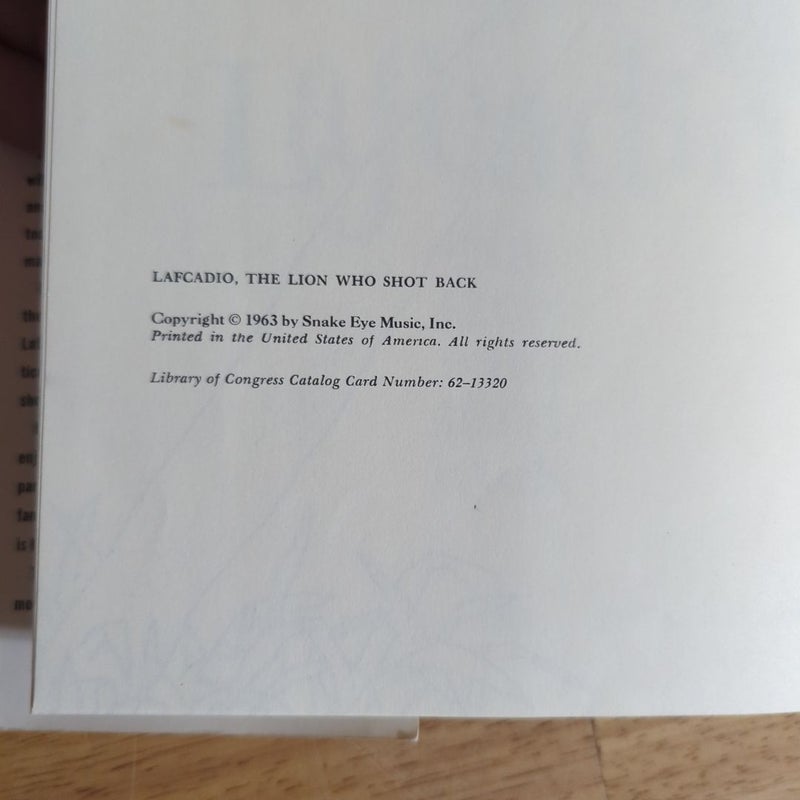 LAFCADIO, THE LION WHO SHOT BACK
Copyright © 1963 by Snake Eye Music, Inc.
Printed in the United States of America. All rights reserved.
Library of Congress Catalog Card Number: 62–13320